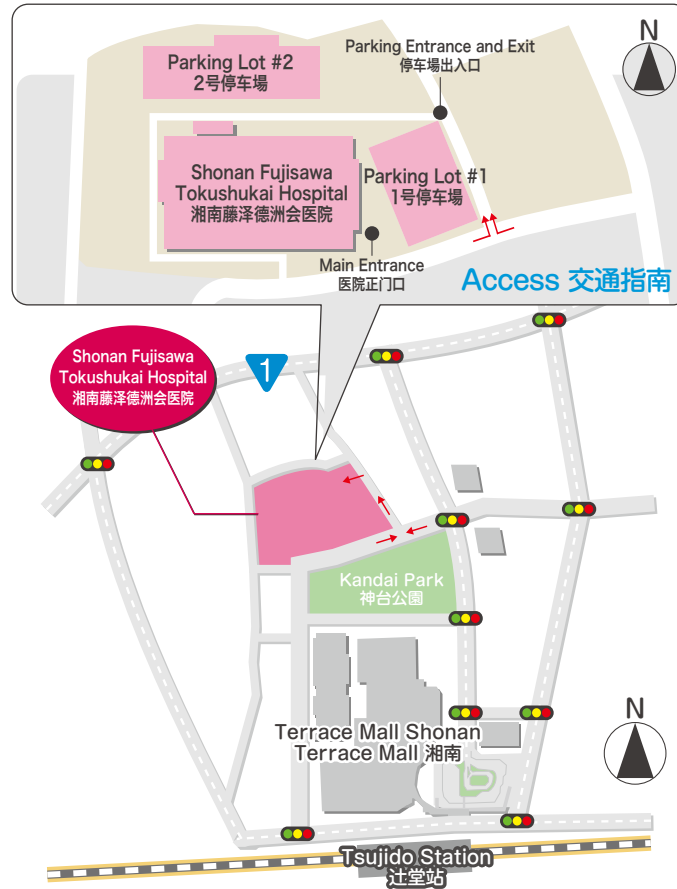 Parking Lot #2
2号停车場
Parking Entrance and Exit
停车場出入口
N
Shonan Fujisawa
Tokushukai Hospital
湘南藤泽德洲会医院
Parking Lot #1
1号停车場
Main Entrance
医院正门口
Access 交通指南
Shonan Fujisawa
Tokushukai Hospital
湘南藤泽德洲会医院
1
Kandai Park
神台公園
Terrace Mall Shonan
Terrace Mall 湘南
N
Tsujido Station
辻堂站